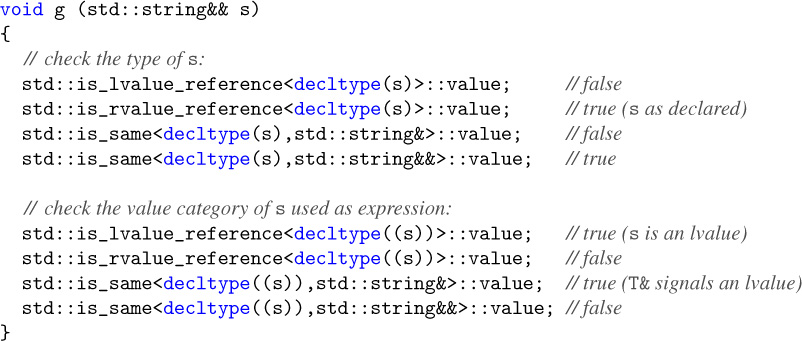 void g (std::string&& s)
{
// check the type of s:
std::is_lvalue_reference<decltype(s)>::value; // false
std::is_rvalue_reference<decltype(s)>::value; // true (s as declared)
std::is_same<decltype(s),std::string&>::value; // false
std::is_same<decltype(s),std::string&&>::value; // true
// check the value category of s used as expression:
std::is_lvalue_reference<decltype((s))>::value; // true (s is an lvalue)
std::is_rvalue_reference<decltype((s))>::value; // false
std::is_same<decltype((s)),std::string&>::value; // true (T& signals an lvalue)
std::is_same<decltype((s)),std::string&&>::value; // false
}